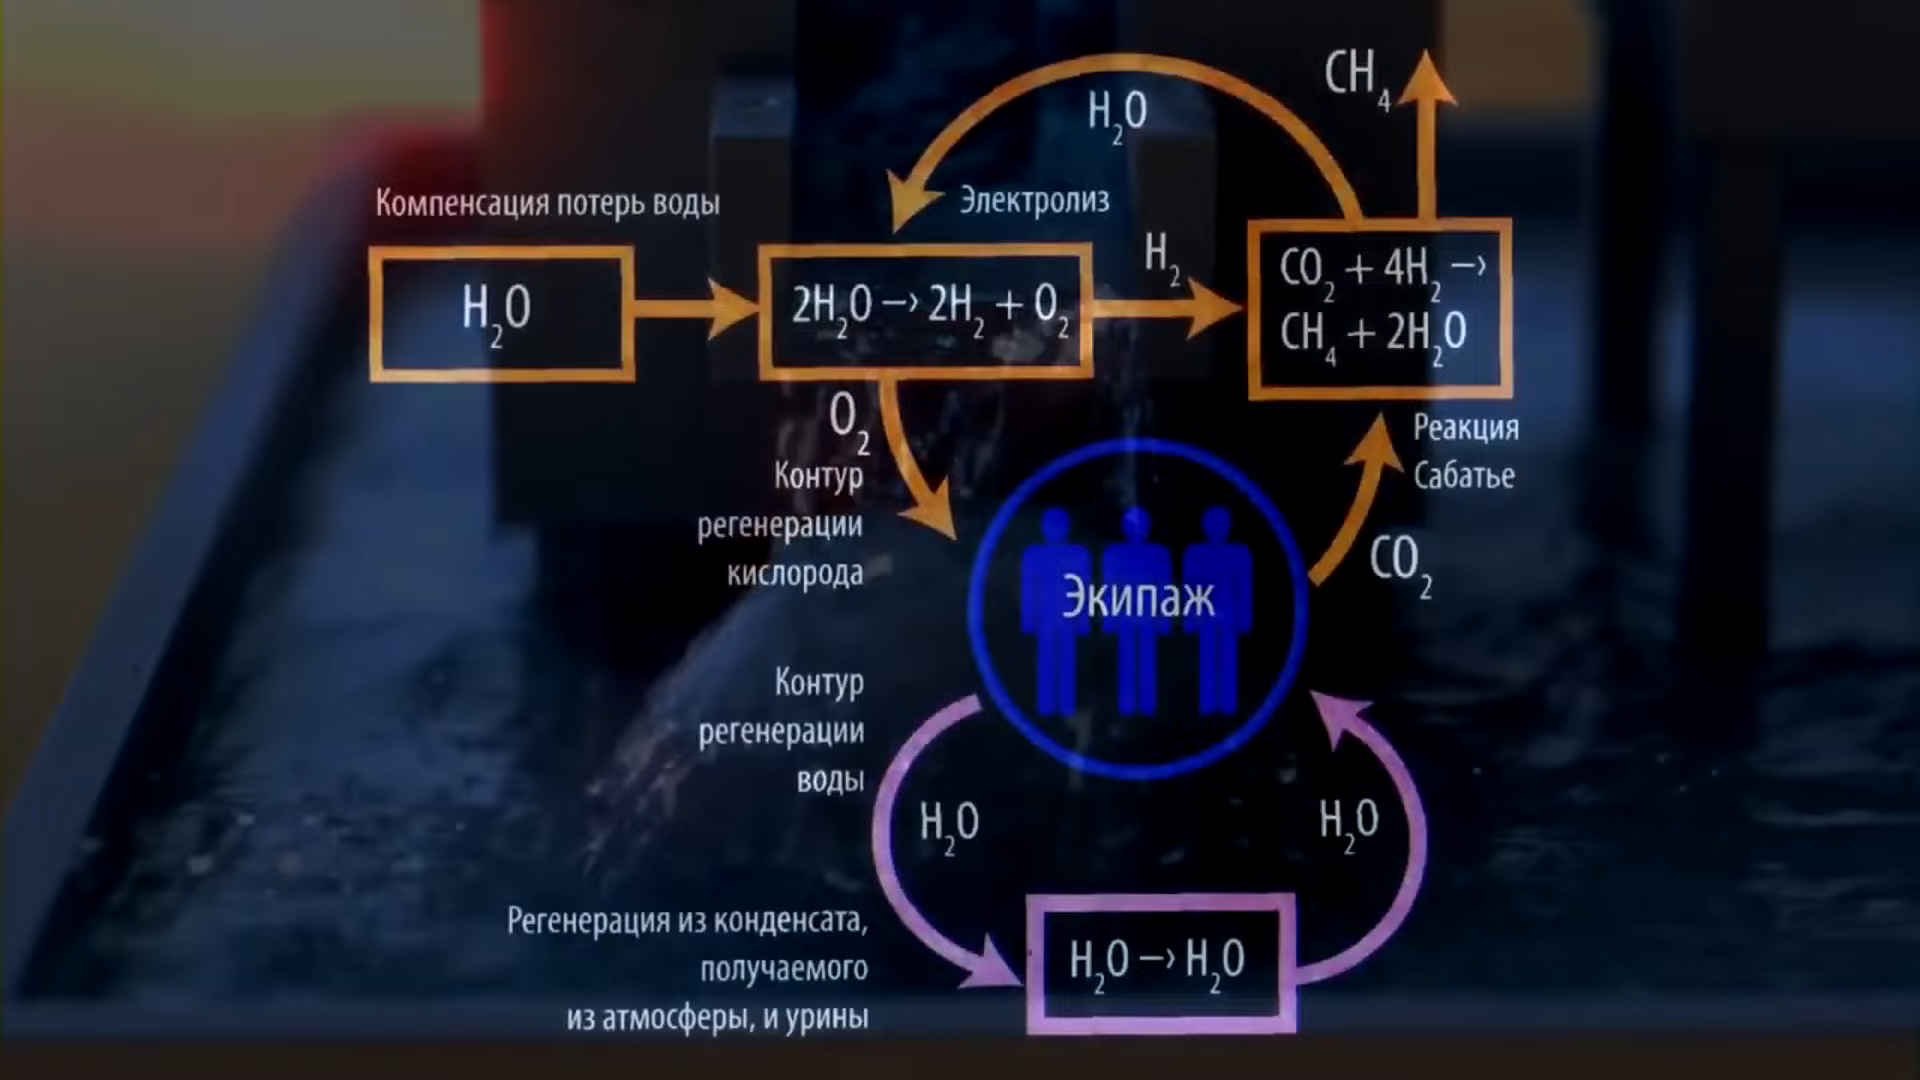 CH₄
H₂O
Компенсация потерь воды
Электролиз
H₂
H₂O
2H₂O → 2H₂ + O₂
CO₂ + 4H₂ →
CH₄ + 2H₂O
O₂
Реакция
Сабатье
Контур
регенерации
кислорода
CO₂
Экипаж
Контур
регенерации
воды
H₂O
H₂O
Регенерация из конденсата,
получаемого
из атмосферы, и урины
H₂O → H₂O